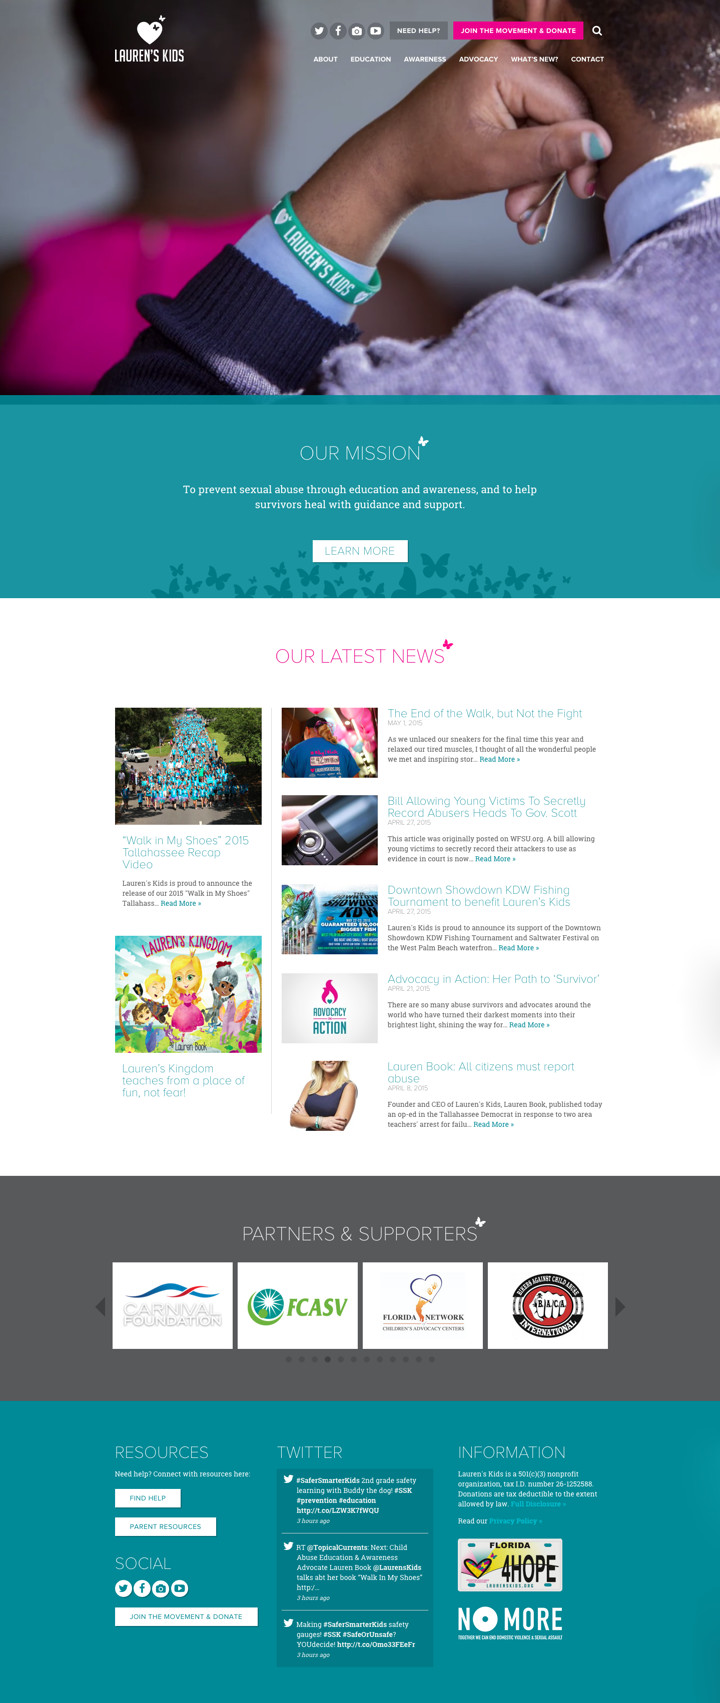 LAUREN'S KIDS
NEED HELP?
JOIN THE MOVEMENT & DONATE
ABOUT
EDUCATION
AWARENESS
ADVOCACY
WHAT'S NEW?
CONTACT
LAUREN'S KIDS
OUR MISSION
To prevent sexual abuse through education and awareness, and to help
survivors heal with guidance and support.
LEARN MORE
OUR LATEST NEWS
"Walk in My Shoes" 2015
Tallahassee Recap
Video
Lauren's Kids is proud to announce the
release of our 2015 "Walk in My Shoes"
Tallahass... Read More »
LAUREN'S KINGDOM
Lauren Book
Lauren's Kingdom
teaches from a place of
fun, not fear!
The End of the Walk, but Not the Fight
MAY 1, 2015
As we unlaced our sneakers for the final time this year and
relaxed our tired muscles, I thought of all the wonderful people
we met and inspiring stor... Read More »
Bill Allowing Young Victims To Secretly
Record Abusers Heads To Gov. Scott
APRIL 27, 2015
This article was originally posted on WFSU.org. A bill allowing
young victims to secretly record their attackers to use as
evidence in court is now... Read More »
DOWNTOWN
SHOWDOWN
KDW
GUARANTEED $10,00
BIGGEST FISH
Downtown Showdown KDW Fishing
Tournament to benefit Lauren's Kids
APRIL 27, 2015
Lauren's Kids is proud to announce its support of the Downtown
Showdown KDW Fishing Tournament and Saltwater Festival on
the West Palm Beach waterfron... Read More »
ADVOCACY
IN
ACTION
Advocacy in Action: Her Path to 'Survivor'
APRIL 21, 2015
There are so many abuse survivors and advocates around the
world who have turned their darkest moments into their
brightest light, shining the way for... Read More »
Lauren Book: All citizens must report
abuse
APRIL 8, 2015
Founder and CEO of Lauren's Kids, Lauren Book, published today
an op-ed in the Tallahassee Democrat in response to two area
teachers' arrest for failu... Read More »
PARTNERS & SUPPORTERS
CARNIVAL
FOUNDATION
FCASV
FLORIDA NETWORK
CHILDREN'S ADVOCACY CENTERS
BIKERS AGAINST CHILD ABUSE
B.A.C.A.
INTERNATIONAL
RESOURCES
Need help? Connect with resources here:
FIND HELP
PARENT RESOURCES
SOCIAL
JOIN THE MOVEMENT & DONATE
TWITTER
#SaferSmarterKids 2nd grade safety
learning with Buddy the dog! #SSK
#prevention #education
http://t.co/LZW3K7fWQU
3 hours ago
RT @TopicalCurrents: Next: Child
Abuse Education & Awareness
Advocate Lauren Book @LaurensKids
talks abt her book "Walk In My Shoes"
http:/...
3 hours ago
Making #SaferSmarterKids safety
gauges! #SSK #SafeOrUnsafe?
YOUdecide! http://t.co/Omo33FEeFr
3 hours ago
INFORMATION
Lauren's Kids is a 501(c)(3) nonprofit
organization, tax I.D. number 26-1252588.
Donations are tax deductible to the extent
allowed by law. Full Disclosure »
Read our Privacy Policy »
FLORIDA
4HOPE
LAURENSKIDS.ORG
NO MORE
TOGETHER WE CAN END DOMESTIC VIOLENCE & SEXUAL ASSAULT